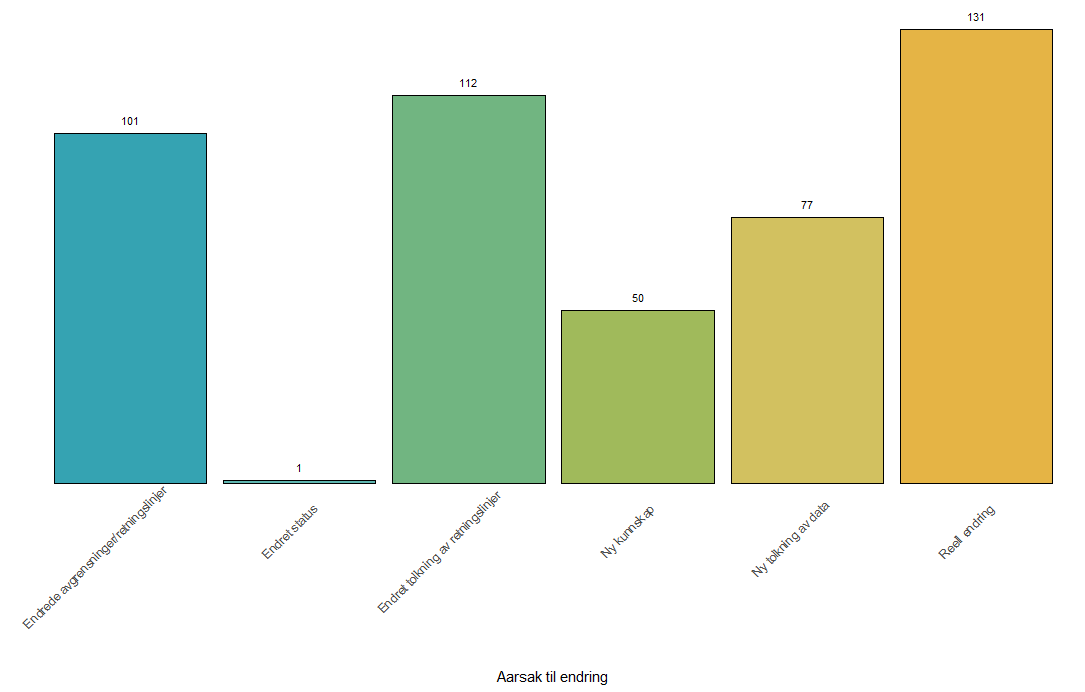 131
112
101
77
50
1
Endrede avgrensninger/retningslinjer
Endret status
Endret tolkning av retningslinjer
Ny kunnskap
Ny tolkning av data
Reell endring
Aarsak til endring